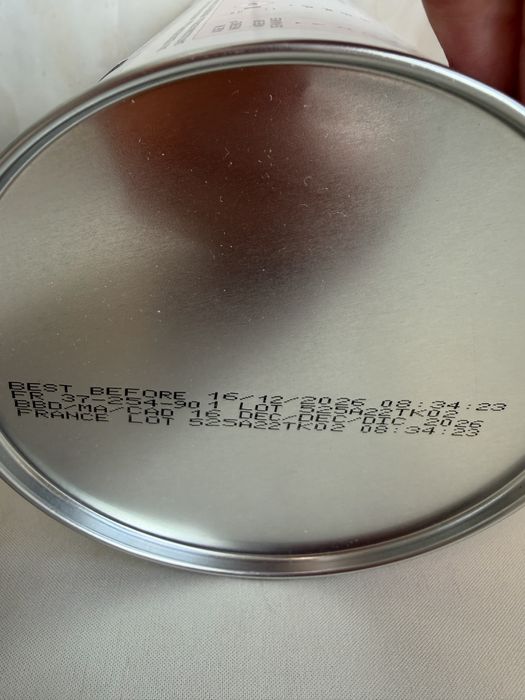 BEST BEFORE 16/12/2026 08:34:23
FR 37-254-901 LOT 525A22TK02
BBD/MA/CAD 16 DEC/DEC/DIC 2026
FRANCE LOT 525A22TK02 08:34:23